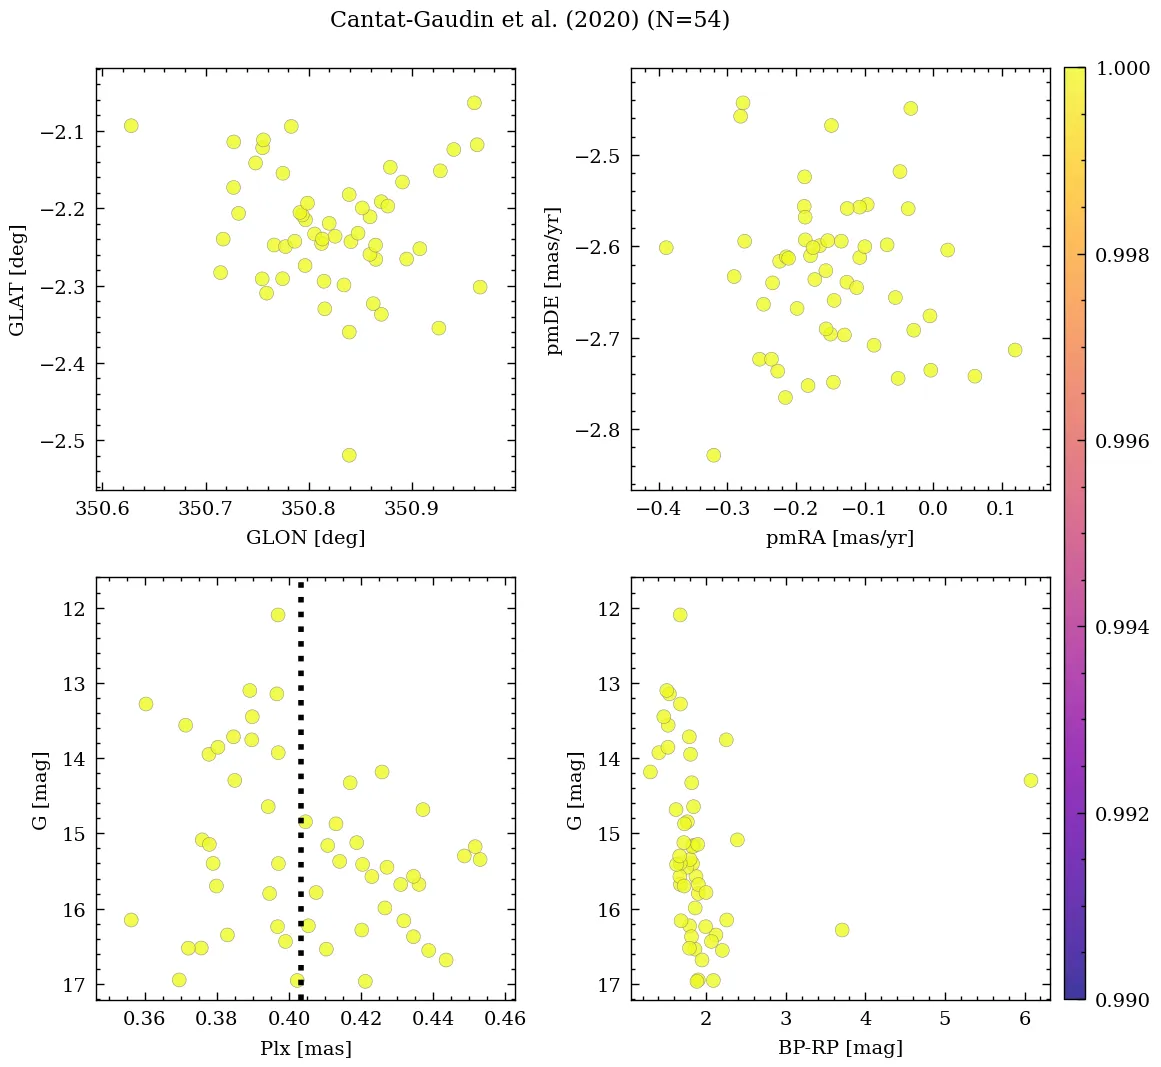 Cantat-Gaudin et al. (2020) (N=54)
−2.1
−2.2
−2.3
−2.4
−2.5
GLAT [deg]
350.6 350.7 350.8 350.9
GLON [deg]
−2.5
−2.6
−2.7
−2.8
pmDE [mas/yr]
−0.4 −0.3 −0.2 −0.1 0.0 0.1
pmRA [mas/yr]
12
13
14
15
16
17
G [mag]
0.36 0.38 0.40 0.42 0.44 0.46
Plx [mas]
12
13
14
15
16
17
G [mag]
2 3 4 5 6
BP-RP [mag]
1.000
0.998
0.996
0.994
0.992
0.990